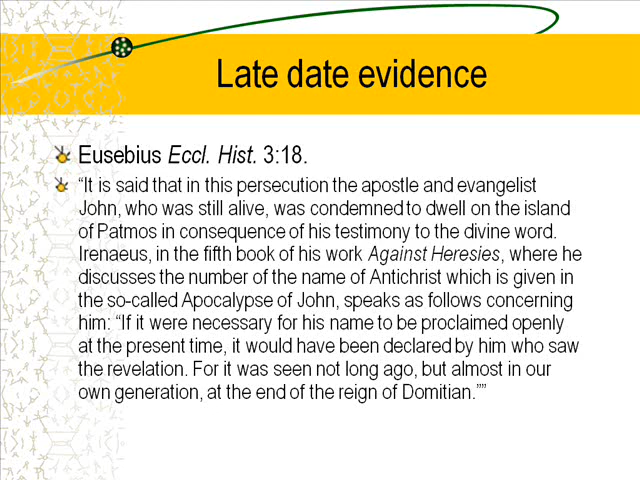 Late date evidence
Eusebius Eccl. Hist. 3:18.
“It is said that in this persecution the apostle and evangelist
John, who was still alive, was condemned to dwell on the island
of Patmos in consequence of his testimony to the divine word.
Irenaeus, in the fifth book of his work Against Heresies, where he
discusses the number of the name of Antichrist which is given in
the so-called Apocalypse of John, speaks as follows concerning
him: “If it were necessary for his name to be proclaimed openly
at the present time, it would have been declared by him who saw
the revelation. For it was seen not long ago, but almost in our
own generation, at the end of the reign of Domitian.””